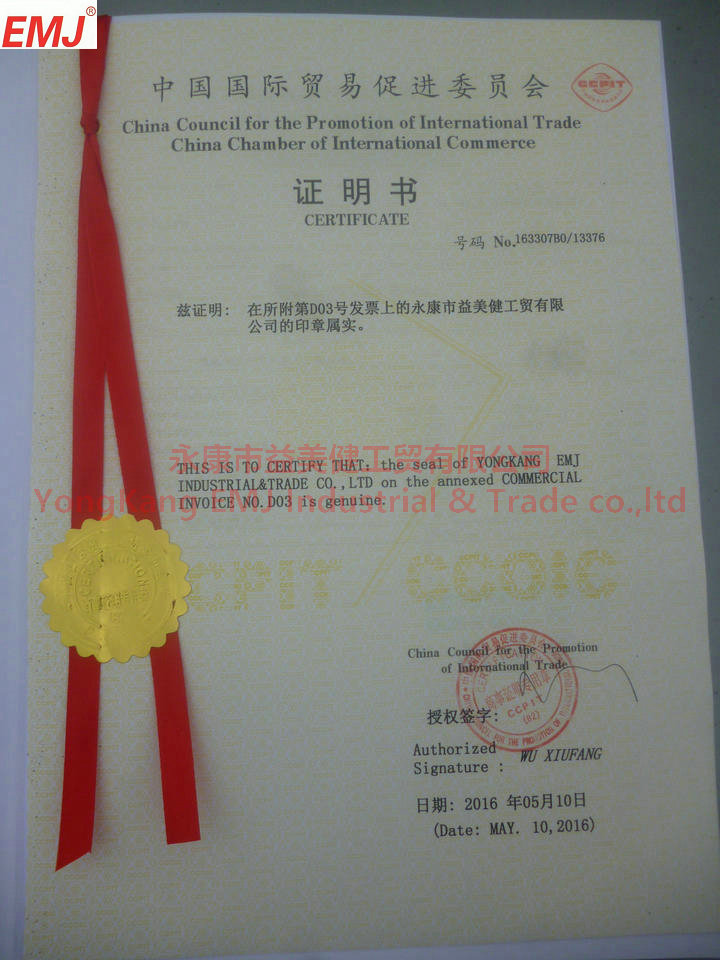 EMJ®
中国国际贸易促进委员会
CCPIT
China Council for the Promotion of International Trade
China Chamber of International Commerce
证明书
CERTIFICATE
号码 No.163307B0/13376
兹证明: 在所附第D03号发票上的永康市益美健工贸有限
公司的印章属实。
永康市益美健工贸有限公司
THIS IS TO CERTIFY THAT: the seal of YONGKANG EMJ
INDUSTRIAL&TRADE CO.,LTD on the annexed COMMERCIAL
YongKang EMJ Industrial & Trade co.,ltd
INVOICE NO.D03 is genuine.
CCPIT CCOIC
China Council for the Promotion
of International Trade
CCPIT
(82)
授权签字:
Authorized
Signature : WU XIUFANG
日期: 2016 年05月10日
(Date: MAY. 10,2016)